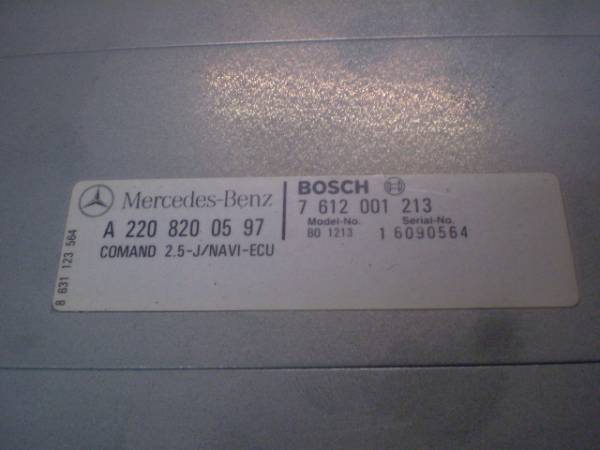 Mercedes-Benz
A 220 820 05 97
COMAND 2.5-J/NAVI-ECU
8 631 123 564
BOSCH
7 612 001 213
Model-No. Serial-No.
BO 1213 16090564